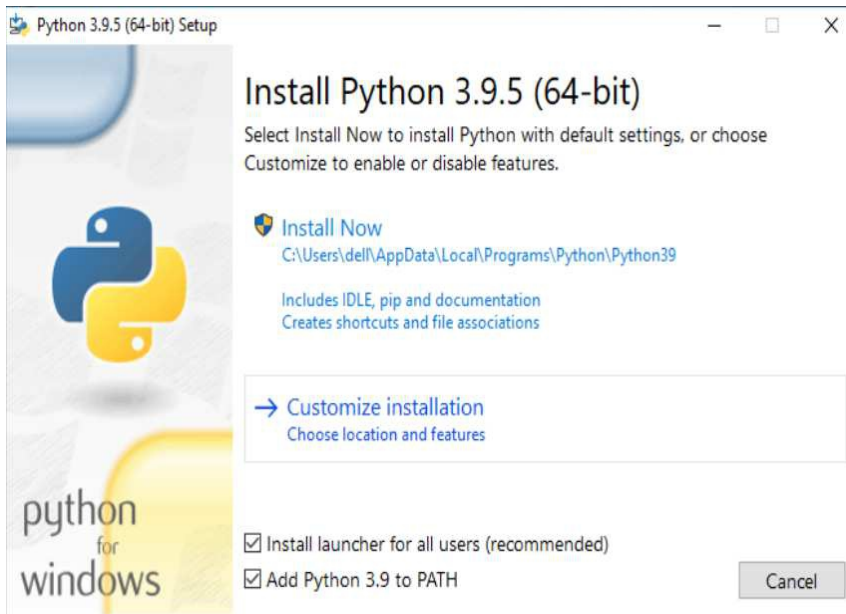 Python 3.9.5 (64-bit) Setup
Install Python 3.9.5 (64-bit)
Select Install Now to install Python with default settings, or choose
Customize to enable or disable features.
Install Now
C:\Users\dell\AppData\Local\Programs\Python\Python39
Includes IDLE, pip and documentation
Creates shortcuts and file associations
Customize installation
Choose location and features
python
for
windows
Install launcher for all users (recommended)
Add Python 3.9 to PATH
Cancel